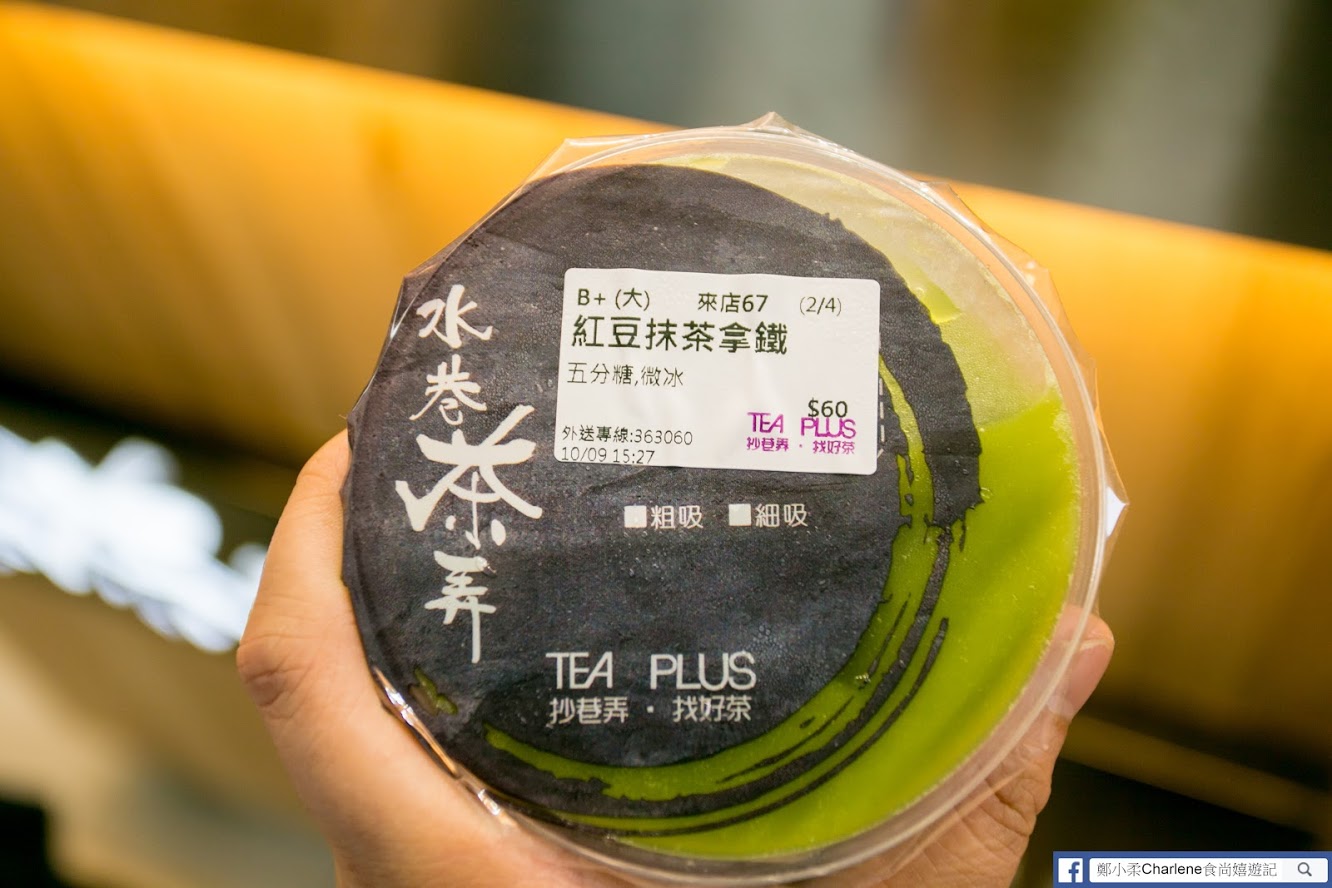 水巷茶弄
B+ (大) 來店67 (2/4)
紅豆抹茶拿鐵
五分糖,微冰
$60
TEA PLUS
抄巷弄・找好茶
外送專線:363060
10/09 15:27
粗吸 細吸
TEA PLUS
抄巷弄・找好茶
鄭小柔Charlene食尚嬉遊記